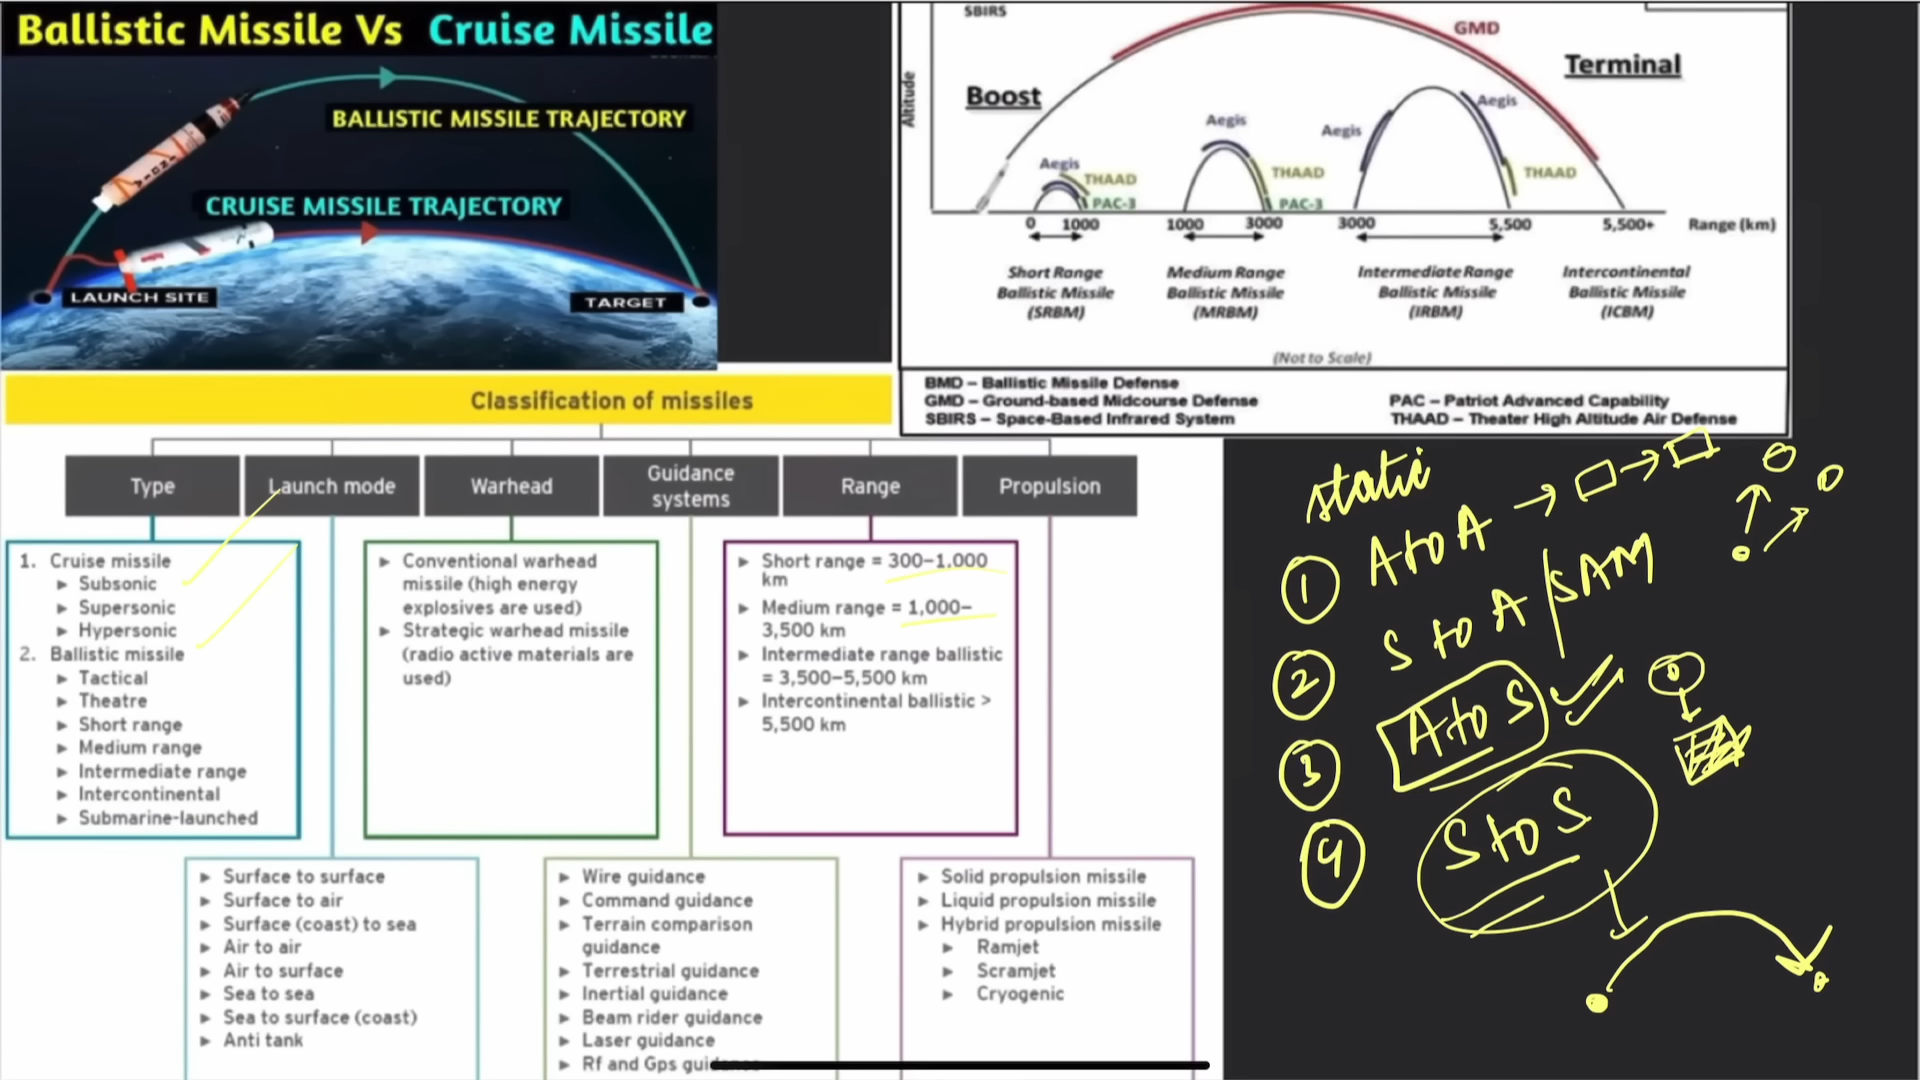 Ballistic Missile Vs Cruise Missile
BALLISTIC MISSILE TRAJECTORY
CRUISE MISSILE TRAJECTORY
LAUNCH SITE
TARGET
SBIRS
GMD
Altitude
Boost
Terminal
Aegis
THAAD
PAC-3
Aegis
THAAD
PAC-3
Aegis
Aegis
THAAD
0 1000 1000 3000 3000 5,500 5,500+ Range (km)
Short Range
Ballistic Missile
(SRBM)
Medium Range
Ballistic Missile
(MRBM)
Intermediate Range
Ballistic Missile
(IRBM)
Intercontinental
Ballistic Missile
(ICBM)
(Not to Scale)
BMD – Ballistic Missile Defense
GMD – Ground-based Midcourse Defense
SBIRS – Space-Based Infrared System
PAC – Patriot Advanced Capability
THAAD – Theater High Altitude Air Defense
Classification of missiles
Type
Launch mode
Warhead
Guidance
systems
Range
Propulsion
1. Cruise missile
► Subsonic
► Supersonic
► Hypersonic
2. Ballistic missile
► Tactical
► Theatre
► Short range
► Medium range
► Intermediate range
► Intercontinental
► Submarine-launched
► Conventional warhead
missile (high energy
explosives are used)
► Strategic warhead missile
(radio active materials are
used)
► Short range = 300–1,000
km
► Medium range = 1,000–
3,500 km
► Intermediate range ballistic
= 3,500–5,500 km
► Intercontinental ballistic >
5,500 km
► Surface to surface
► Surface to air
► Surface (coast) to sea
► Air to air
► Air to surface
► Sea to sea
► Sea to surface (coast)
► Anti tank
► Wire guidance
► Command guidance
► Terrain comparison
guidance
► Terrestrial guidance
► Inertial guidance
► Beam rider guidance
► Laser guidance
► Rf and Gps guidance
► Solid propulsion missile
► Liquid propulsion missile
► Hybrid propulsion missile
► Ramjet
► Scramjet
► Cryogenic
static
1 A to A →
2 S to A / SAM
3 A to S
4 S to S